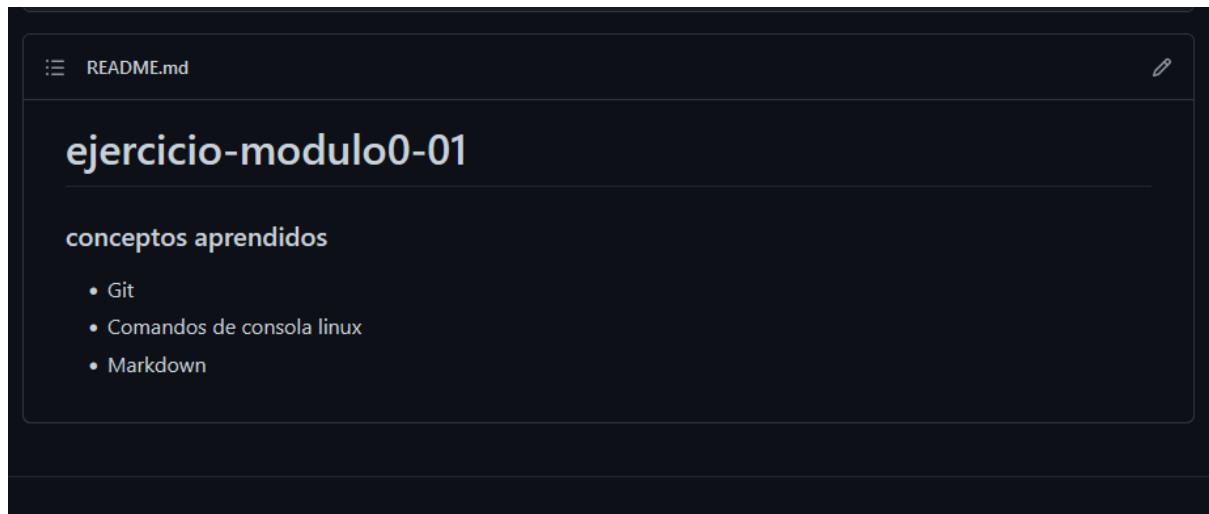 README.md
ejercicio-modulo0-01
conceptos aprendidos
Git
Comandos de consola linux
Markdown